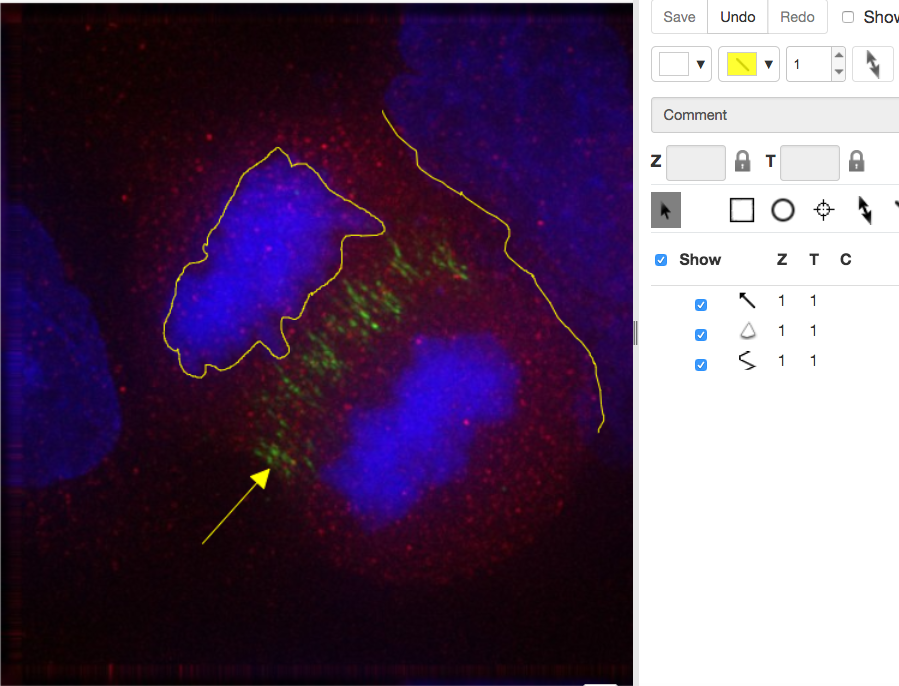 Save Undo Redo Show
1
Comment
Z T
Show Z T C
1 1
1 1
1 1